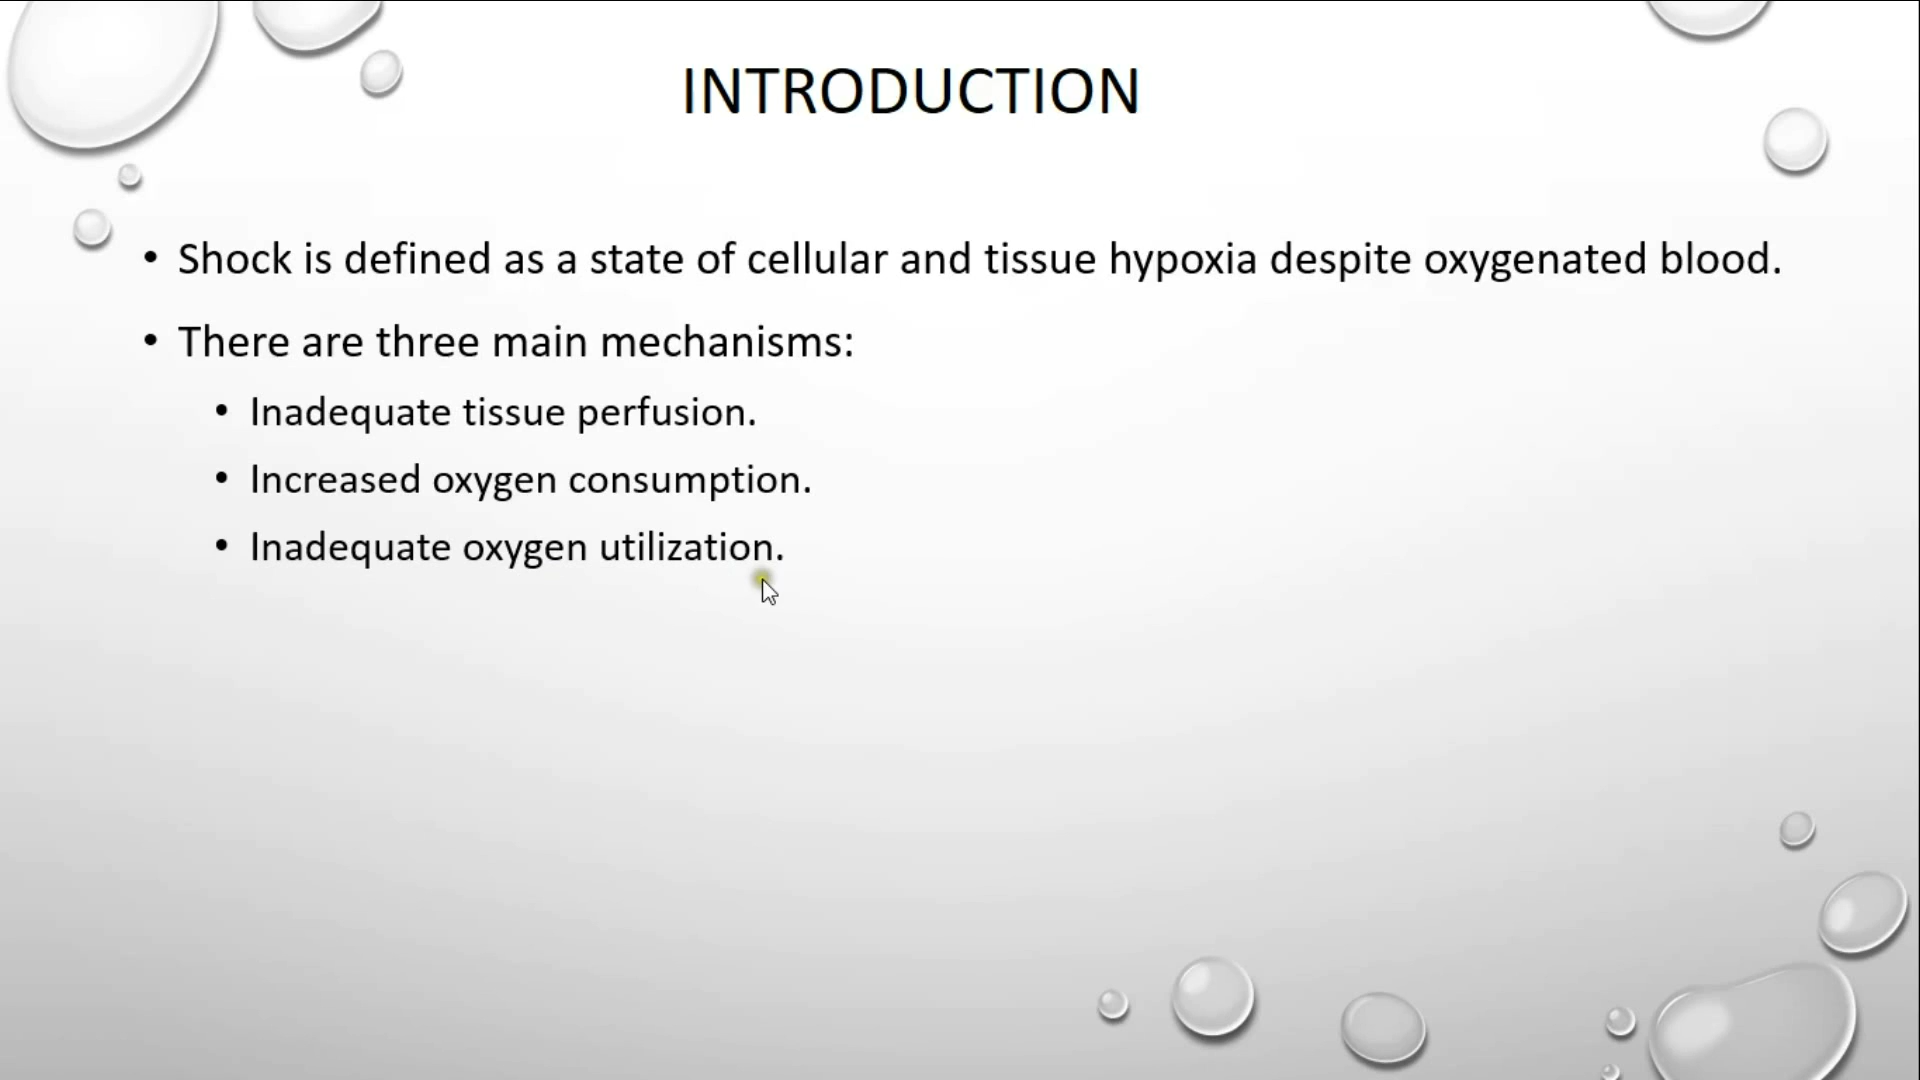 INTRODUCTION
• Shock is defined as a state of cellular and tissue hypoxia despite oxygenated blood.
• There are three main mechanisms:
• Inadequate tissue perfusion.
• Increased oxygen consumption.
• Inadequate oxygen utilization.